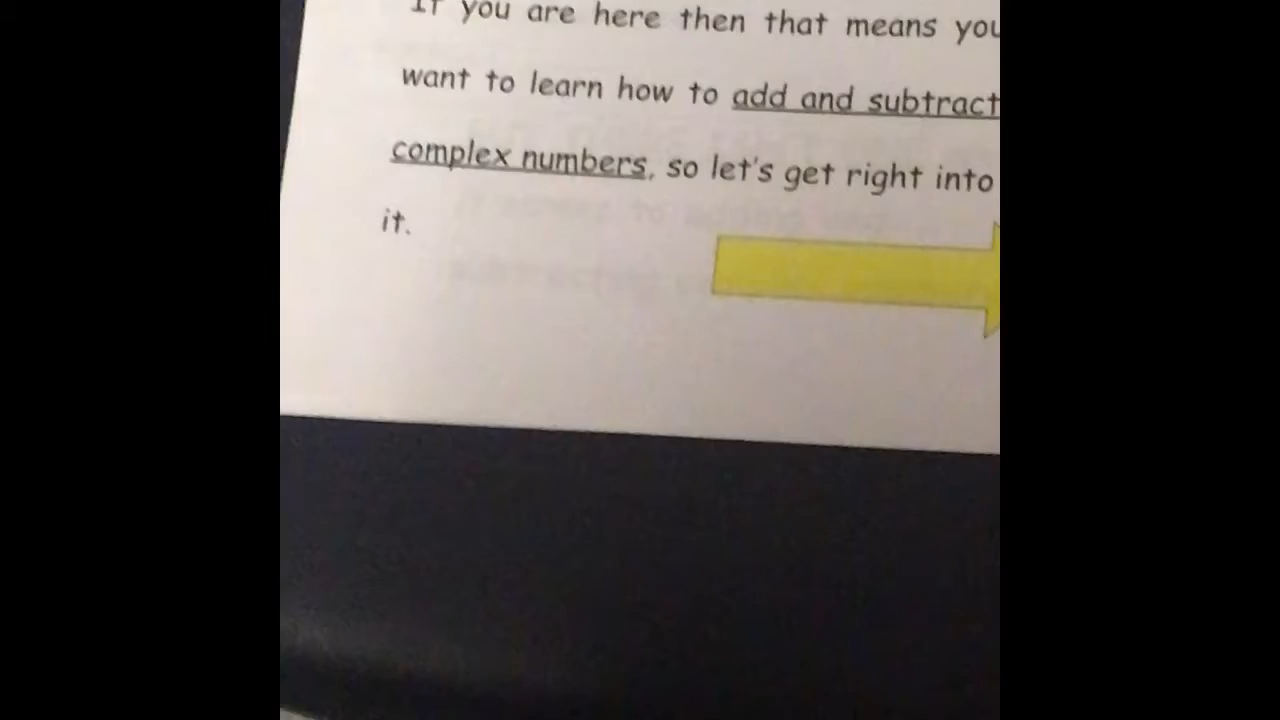 If you are here then that means you
want to learn how to add and subtract
complex numbers, so let's get right into
it.